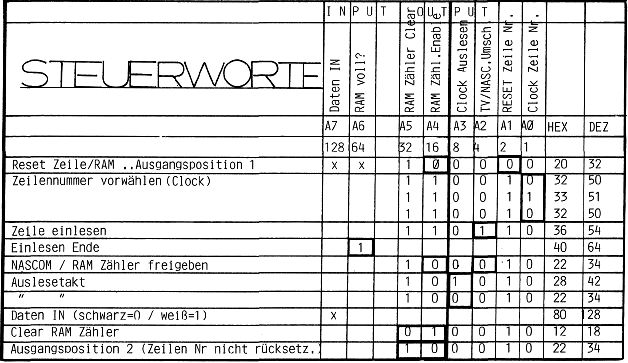 I N P U T O U T P U T
STEUERWORTE
Daten IN RAM voll? RAM Zähler Clear RAM Zähl.Enable Clock Auslesen TV/NASC.Umsch. RESET Zeile Nr. Clock Zeile Nr.
A7 A6 A5 A4 A3 A2 A1 AØ HEX DEZ
128 64 32 16 8 4 2 1
Reset Zeile/RAM ..Ausgangsposition 1 x x 1 Ø 0 0 0 0 20 32
Zeilennummer vorwählen (Clock) 1 1 0 0 1 0 32 50
1 1 0 0 1 1 33 51
1 1 0 0 1 0 32 50
Zeile einlesen 1 1 0 1 1 0 36 54
Einlesen Ende 1 40 64
NASCOM / RAM Zähler freigeben 1 0 0 0 1 0 22 34
Auslesetakt 1 0 1 0 1 0 28 42
" " 1 0 0 0 1 0 22 34
Daten IN (schwarz=0 / weiß=1) x 80 128
Clear RAM Zähler 0 1 0 0 1 0 12 18
Ausgangsposition 2 (Zeilen Nr nicht rücksetz.) 1 0 0 0 1 0 22 34